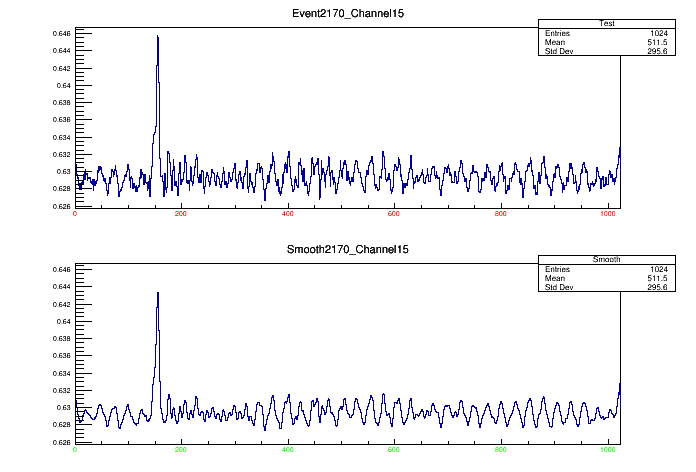 Event2170_Channel15
Test
Entries 1024
Mean 511.5
Std Dev 295.6
0.646
0.644
0.642
0.64
0.638
0.636
0.634
0.632
0.63
0.628
0.626
0 200 400 600 800 1000
Smooth2170_Channel15
Smooth
Entries 1024
Mean 511.5
Std Dev 295.6
0.646
0.644
0.642
0.64
0.638
0.636
0.634
0.632
0.63
0.628
0.626
0 200 400 600 800 1000